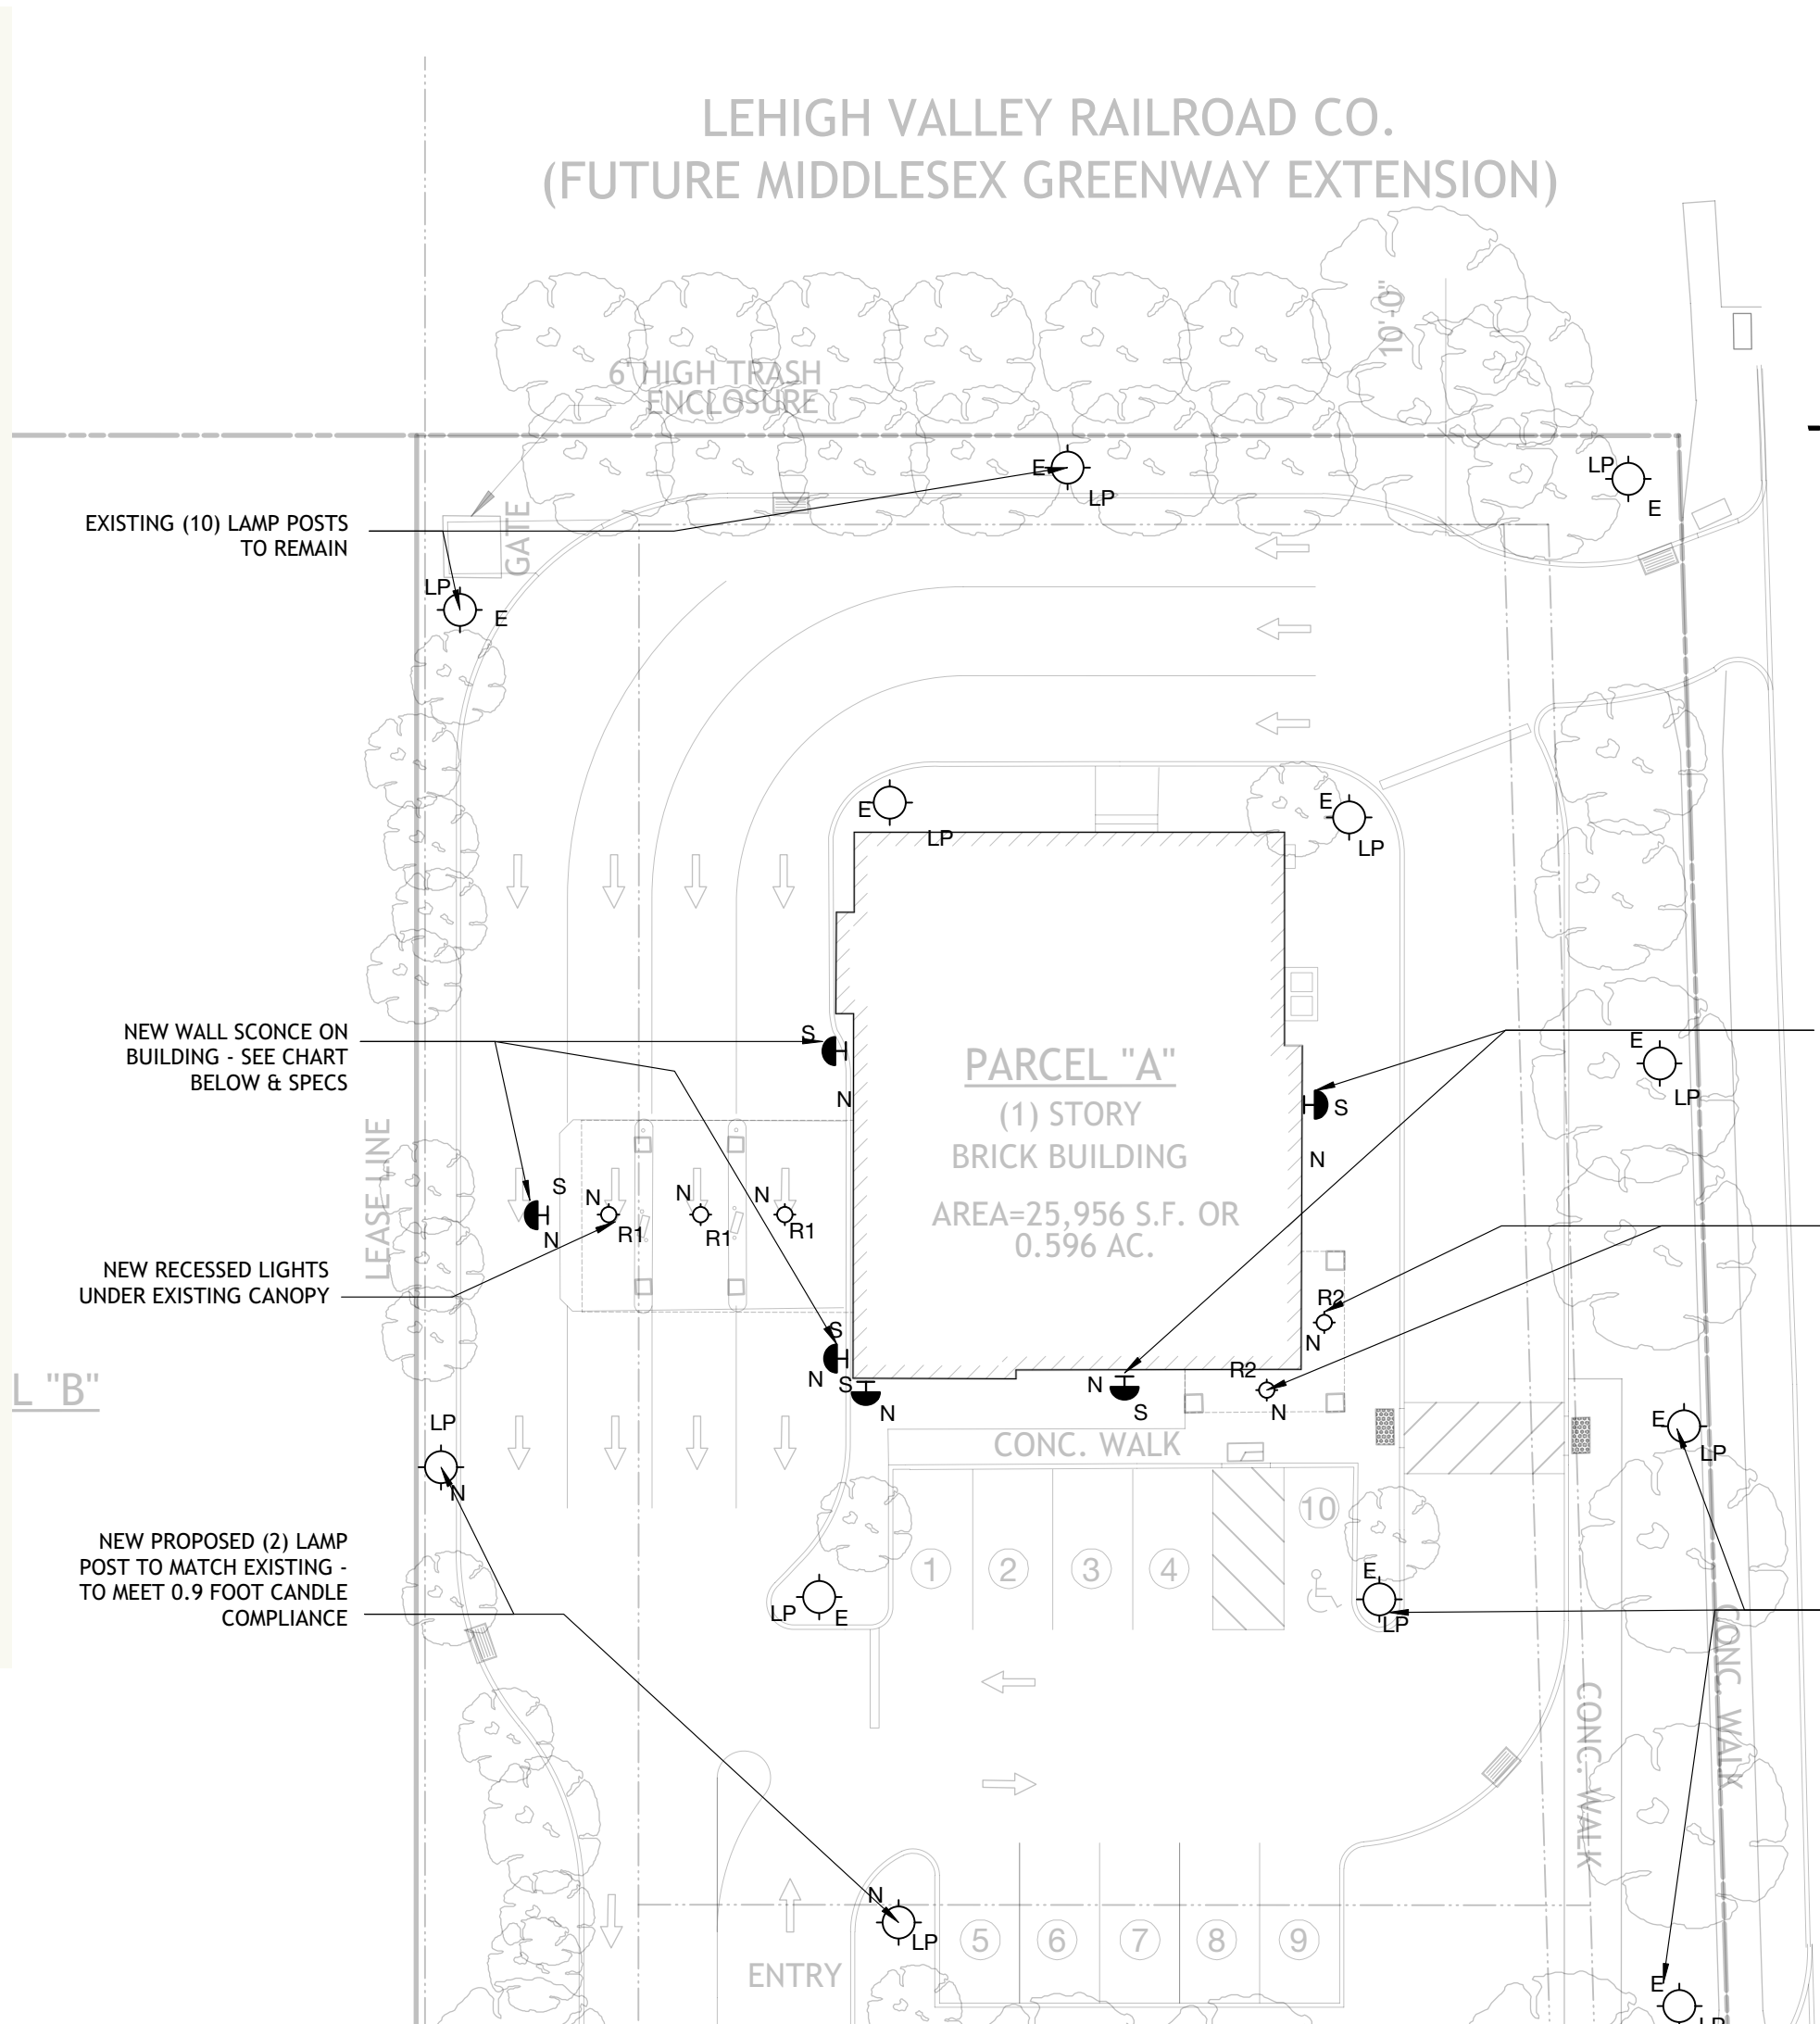 LEHIGH VALLEY RAILROAD CO.
(FUTURE MIDDLESEX GREENWAY EXTENSION)
10'-0"
6' HIGH TRASH
ENCLOSURE
E
LP
LP
E
EXISTING (10) LAMP POSTS
TO REMAIN
GATE
LP
E
E
LP
E
LP
NEW WALL SCONCE ON
BUILDING - SEE CHART
BELOW & SPECS
S
N
PARCEL "A"
(1) STORY
BRICK BUILDING
AREA=25,956 S.F. OR
0.596 AC.
S
N
E
LP
LEASE LINE
S
N
N
R1
N
R1
N
R1
NEW RECESSED LIGHTS
UNDER EXISTING CANOPY
R2
N
R2
N
S
N
S
N
N
S
L "B"
LP
N
CONC. WALK
E
LP
NEW PROPOSED (2) LAMP
POST TO MATCH EXISTING -
TO MEET 0.9 FOOT CANDLE
COMPLIANCE
1
2
3
4
10
LP
E
E
LP
CONC. WALK
CONC. WALK
N
LP
5
6
7
8
9
ENTRY
E
LP